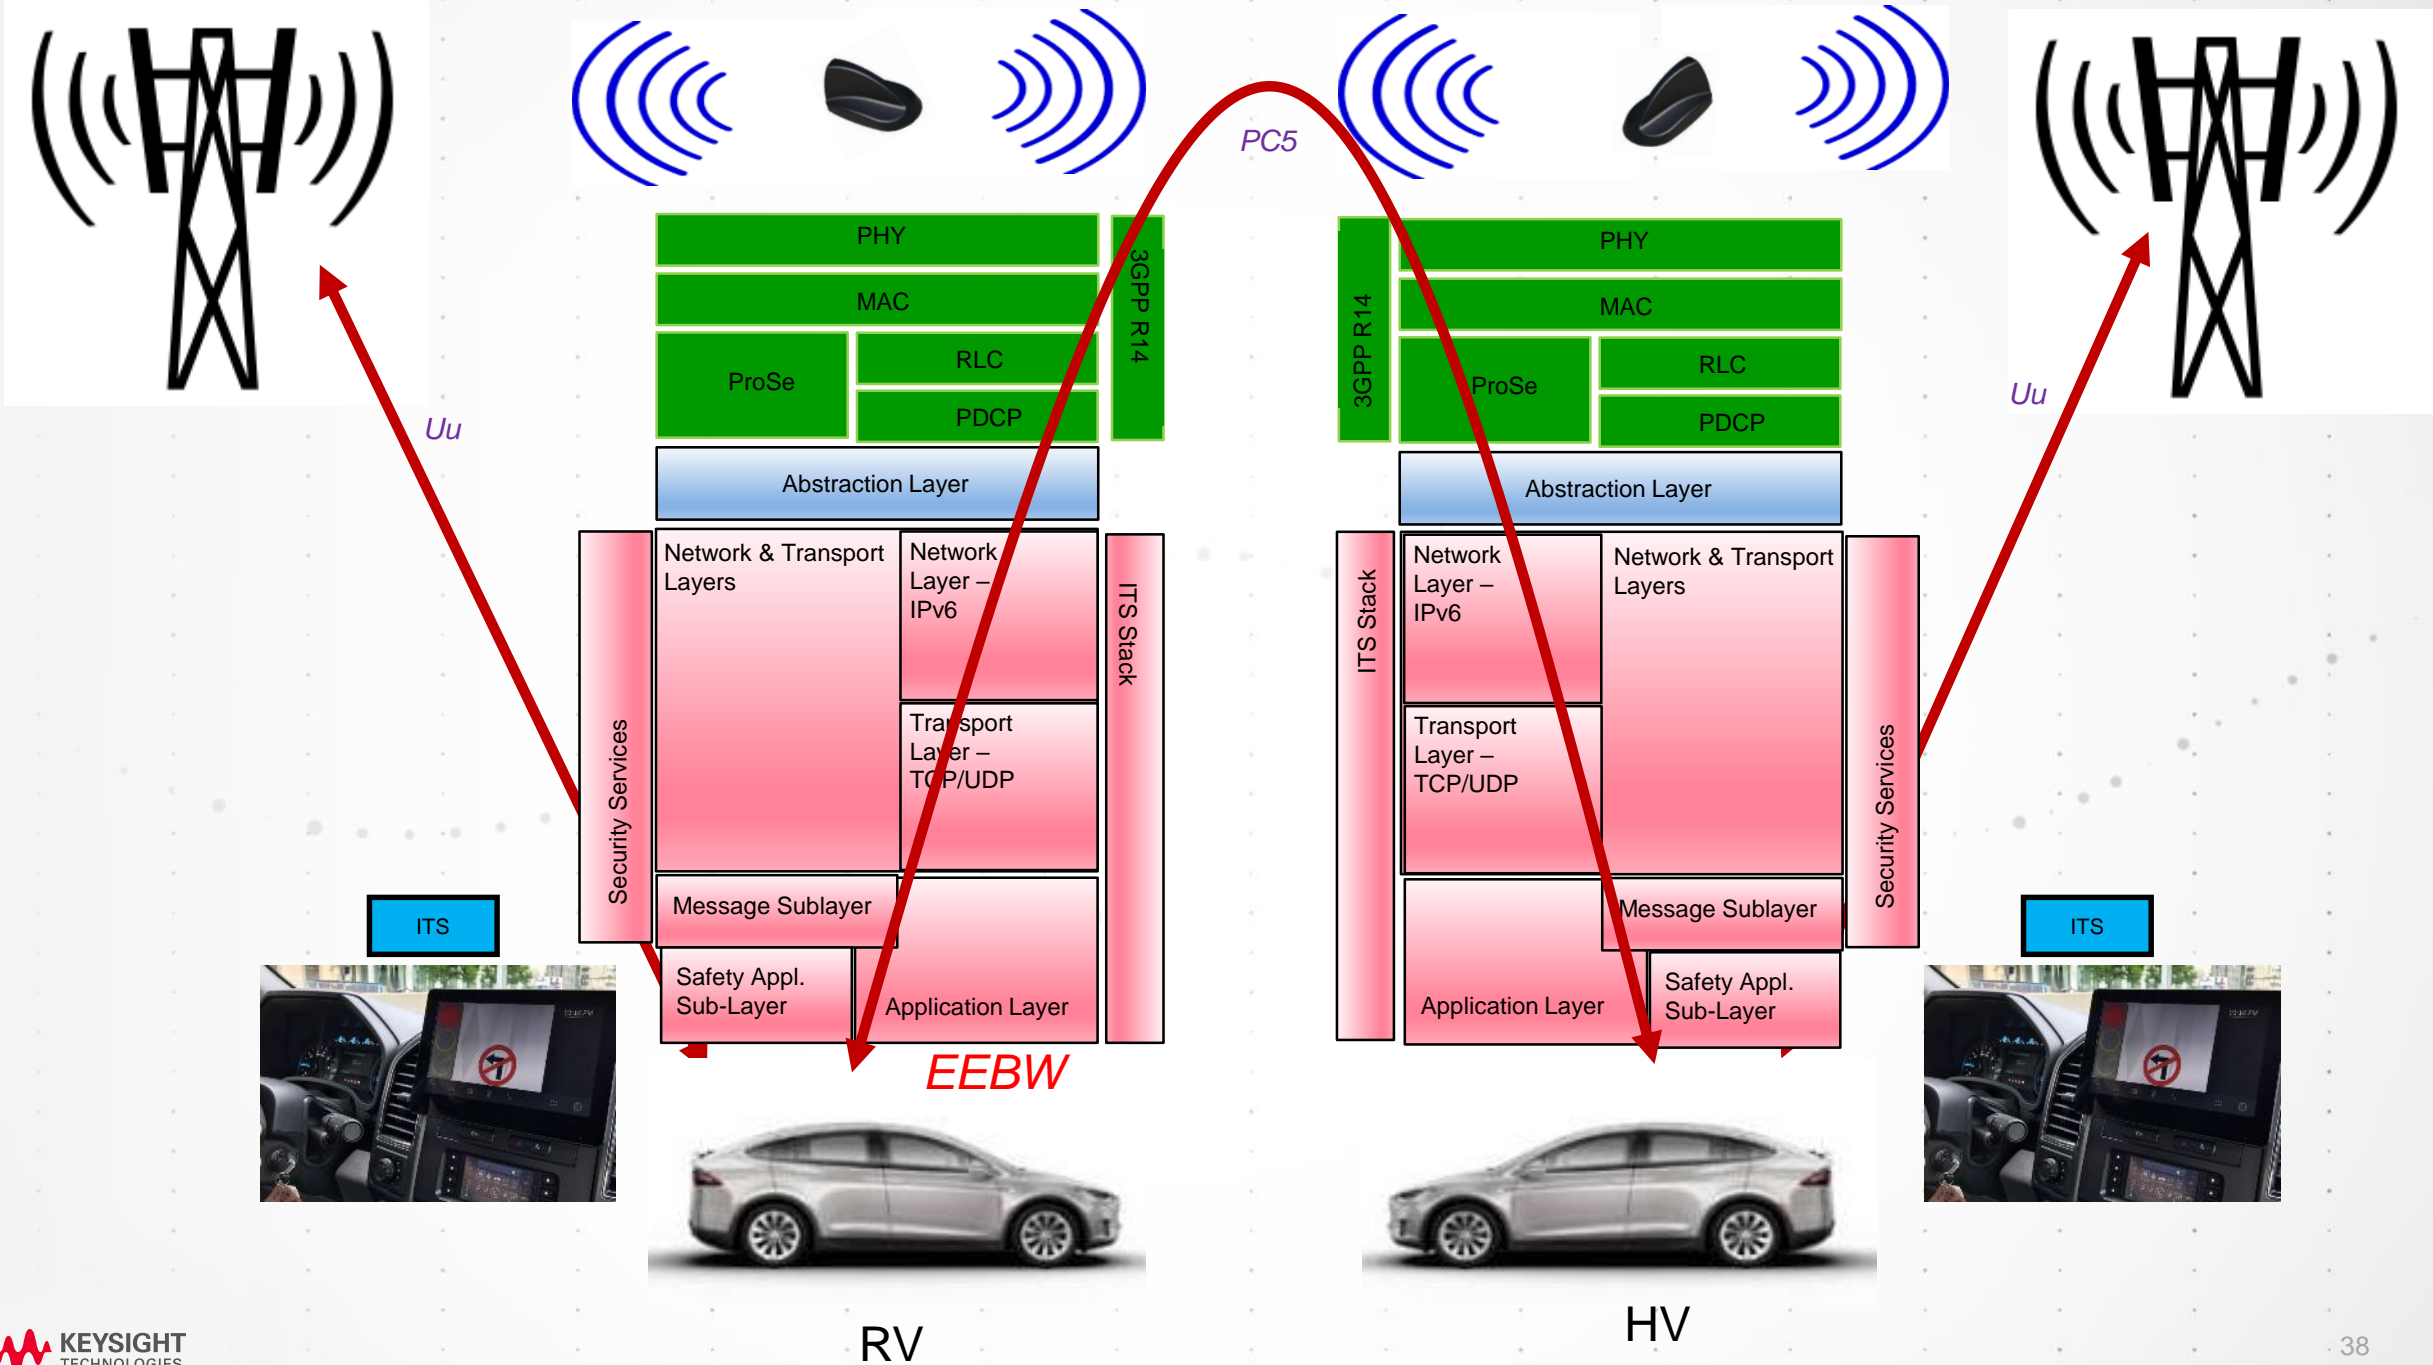 PC5
PHY
MAC
ProSe
RLC
PDCP
3GPP R14
Abstraction Layer
Network & Transport
Layers
Network
Layer –
IPv6
Transport
Layer –
TCP/UDP
ITS Stack
Security Services
Message Sublayer
Safety Appl.
Sub-Layer
Application Layer
Uu
ITS
EEBW
RV
3GPP R14
PHY
MAC
ProSe
RLC
PDCP
Abstraction Layer
ITS Stack
Network
Layer –
IPv6
Network & Transport
Layers
Transport
Layer –
TCP/UDP
Security Services
Message Sublayer
Application Layer
Safety Appl.
Sub-Layer
Uu
ITS
HV
KEYSIGHT
TECHNOLOGIES
38